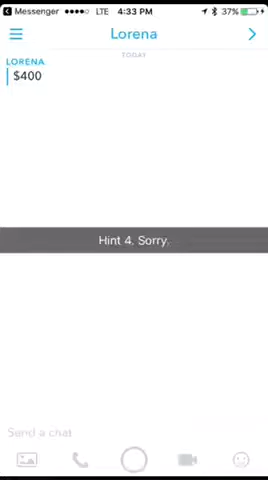 Messenger LTE 4:33 PM 37%
Lorena
TODAY
LORENA
$400
Hint 4. Sorry.
Send a chat